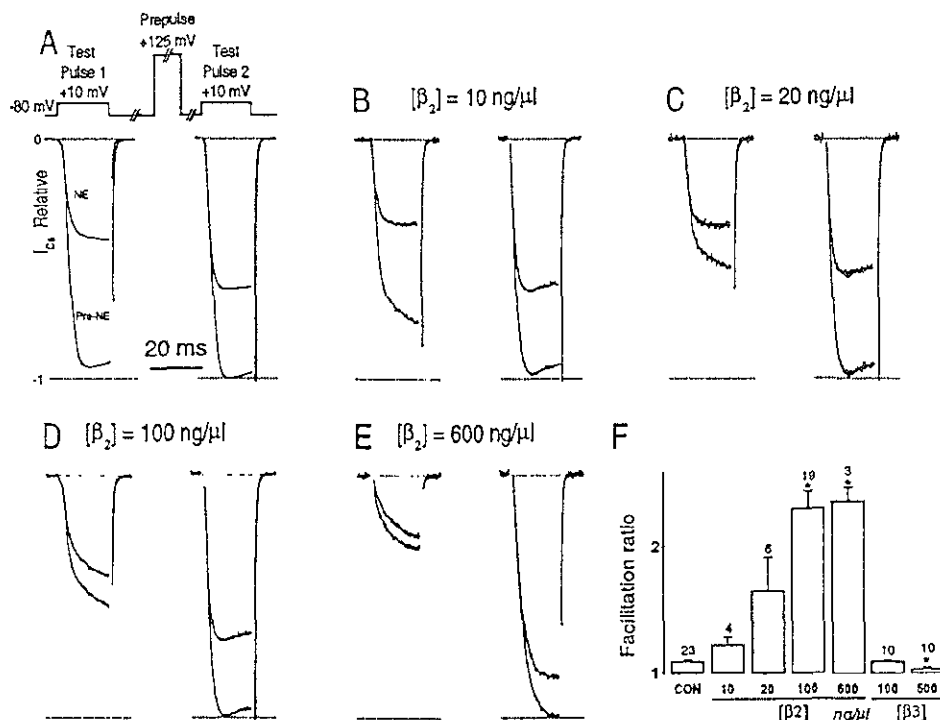 A
Prepulse
+125 mV
Test
Pulse 1
+10 mV
Test
Pulse 2
+10 mV
-80 mV
0
NE
Pre-NE
I_Ca Relative
-1
20 ms
B [β₂] = 10 ng/μl
C [β₂] = 20 ng/μl
D [β₂] = 100 ng/μl
E [β₂] = 600 ng/μl
F
Facilitation ratio
2
1
23
4
6
19
*
3
*
10
10
*
CON
10
20
100
600
100
500
[β2] ng/μl [β3]